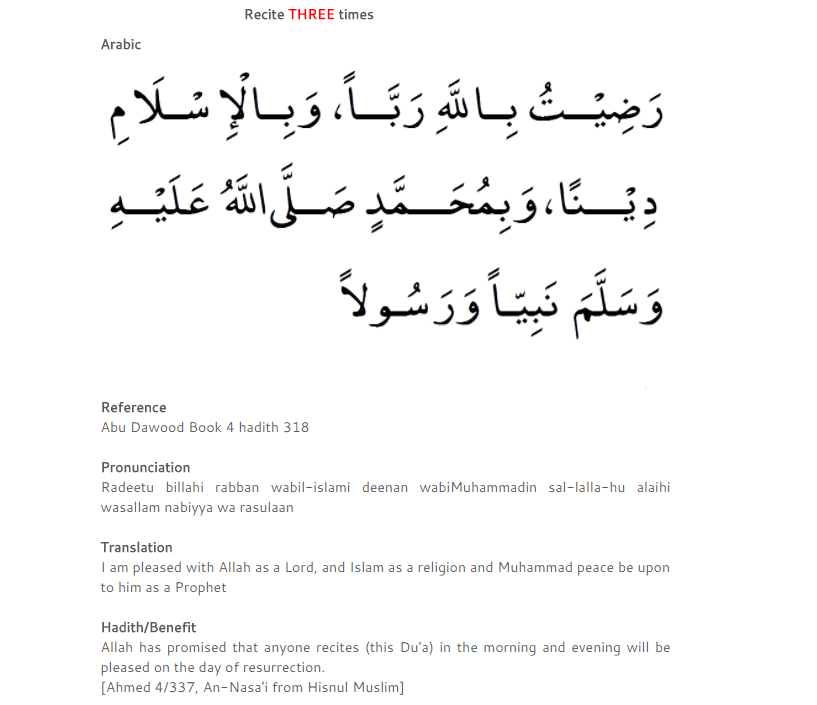 Recite THREE times
Arabic
رَضِيْتُ بِاللَّهِ رَبَّاً، وَبِالْإِسْلَامِ
دِيْنًا، وَبِمُحَمَّدٍ صَلَّى اللَّهُ عَلَيْهِ
وَسَلَّمَ نَبِيّاً وَرَسُولاً
Reference
Abu Dawood Book 4 hadith 318
Pronunciation
Radeetu billahi rabban wabil-islami deenan wabiMuhammadin sal-lalla-hu alaihi
wasallam nabiyya wa rasulaan
Translation
I am pleased with Allah as a Lord, and Islam as a religion and Muhammad peace be upon
to him as a Prophet
Hadith/Benefit
Allah has promised that anyone recites (this Du’a) in the morning and evening will be
pleased on the day of resurrection.
[Ahmed 4/337, An-Nasa’i from Hisnul Muslim]